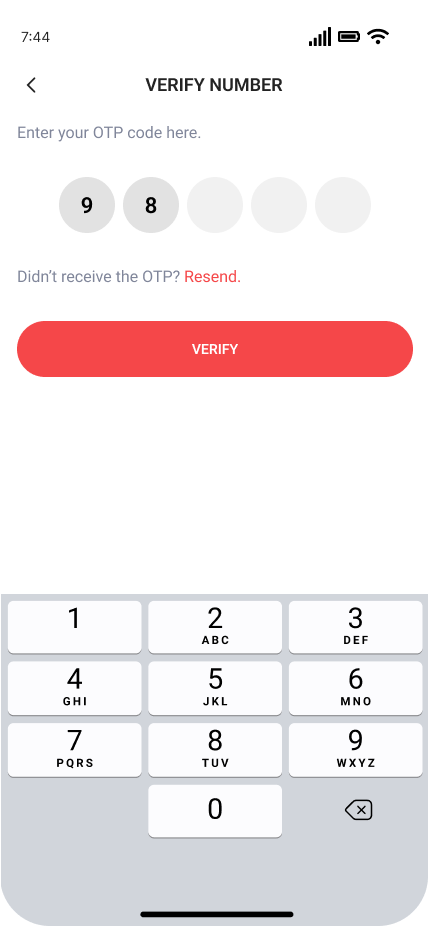 7:44
VERIFY NUMBER
Enter your OTP code here.
9 8
Didn’t receive the OTP? Resend.
VERIFY
1 2 3
ABC DEF
4 5 6
GHI JKL MNO
7 8 9
PQRS TUV WXYZ
0